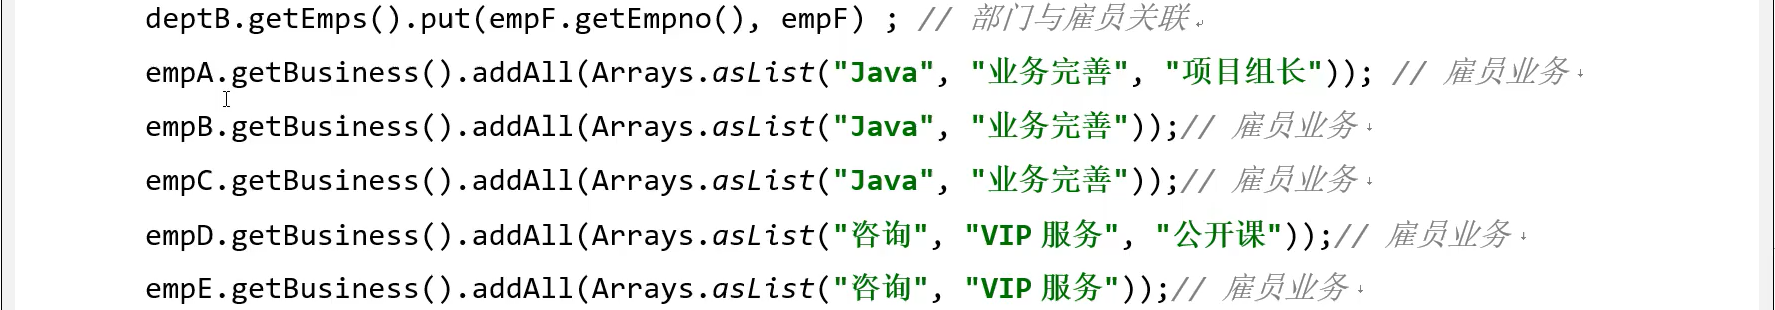 deptB.getEmps().put(empF.getEmpno(), empF) ; // 部门与雇员关联
empA.getBusiness().addAll(Arrays.asList("Java", "业务完善", "项目组长")); // 雇员业务
empB.getBusiness().addAll(Arrays.asList("Java", "业务完善"));// 雇员业务
empC.getBusiness().addAll(Arrays.asList("Java", "业务完善"));// 雇员业务
empD.getBusiness().addAll(Arrays.asList("咨询", "VIP 服务", "公开课"));// 雇员业务
empE.getBusiness().addAll(Arrays.asList("咨询", "VIP 服务"));// 雇员业务